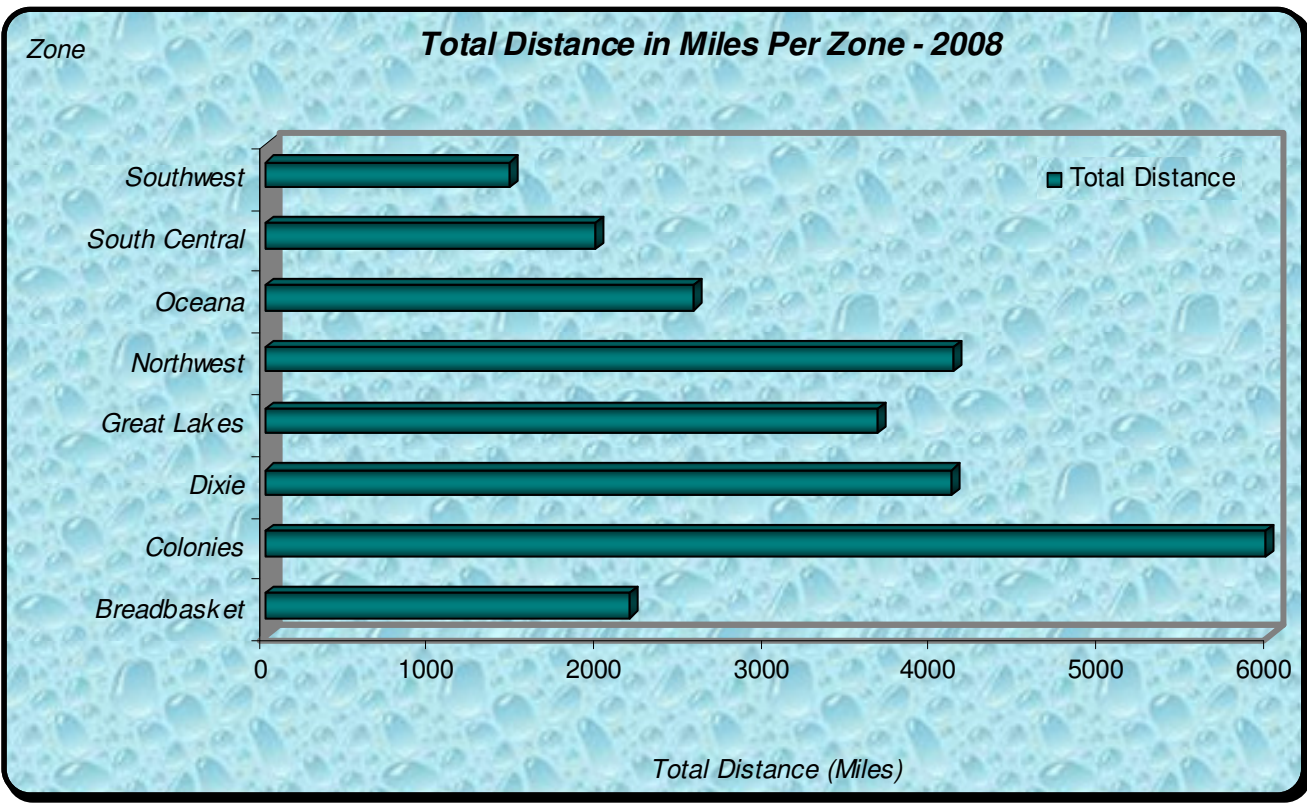 Zone
Total Distance in Miles Per Zone - 2008
Total Distance
Southwest
South Central
Oceana
Northwest
Great Lakes
Dixie
Colonies
Breadbasket
0 1000 2000 3000 4000 5000 6000
Total Distance (Miles)